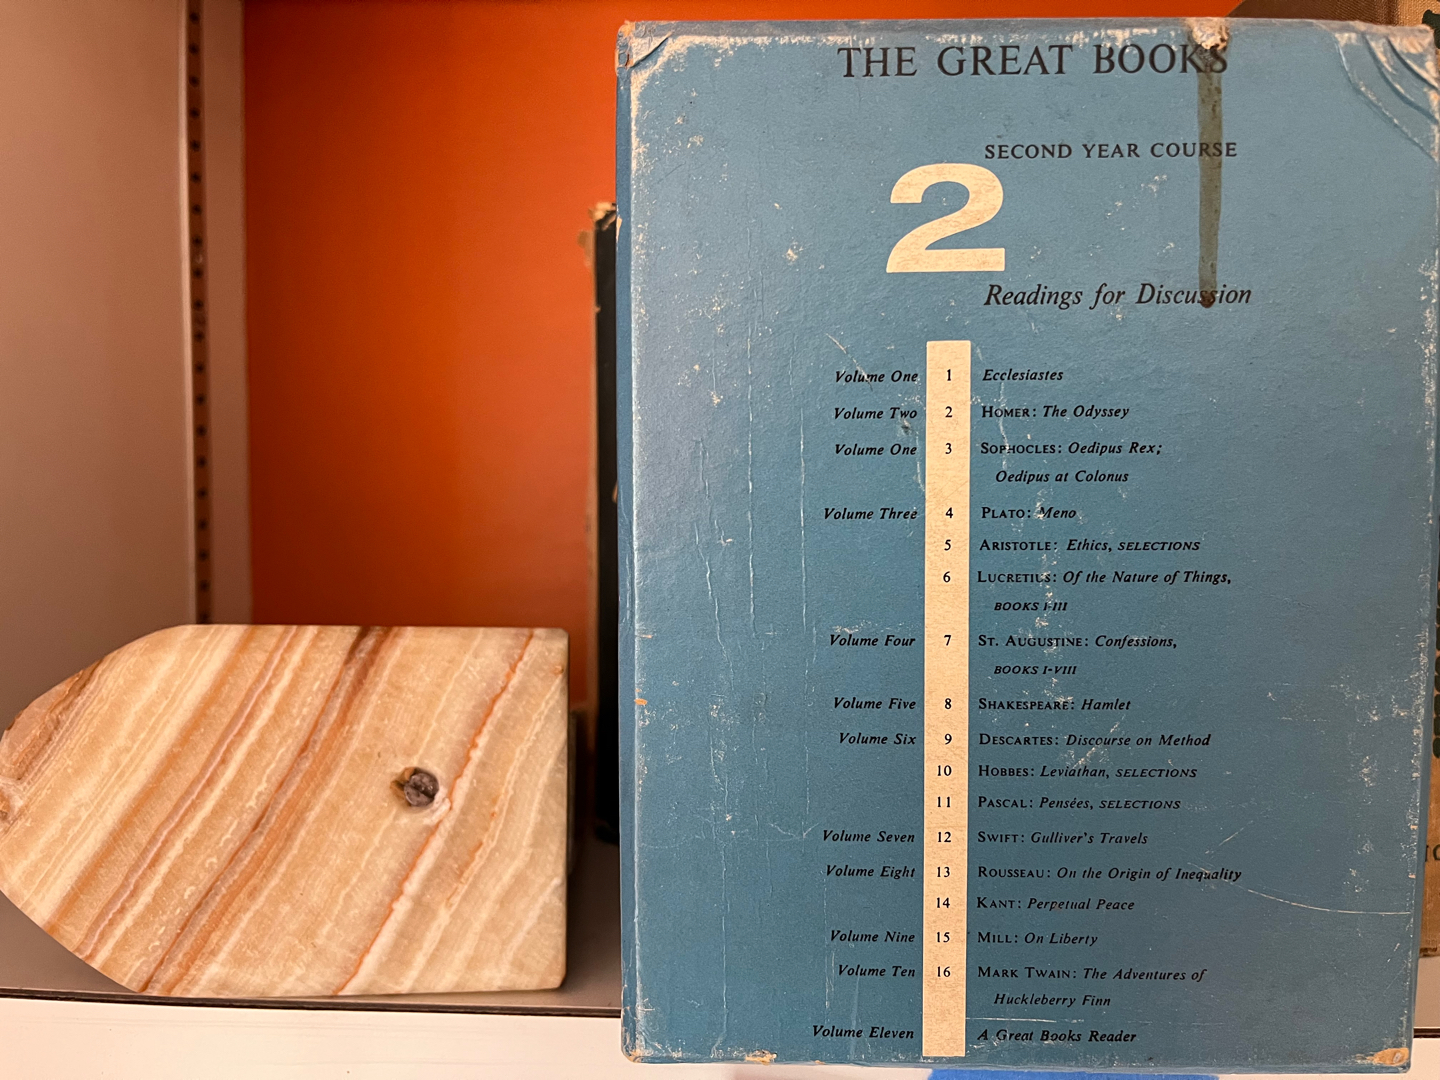 THE GREAT BOOKS
SECOND YEAR COURSE
2
Readings for Discussion
Volume One 1 Ecclesiastes
Volume Two 2 HOMER: The Odyssey
Volume One 3 SOPHOCLES: Oedipus Rex;
Oedipus at Colonus
Volume Three 4 PLATO: Meno
5 ARISTOTLE: Ethics, SELECTIONS
6 LUCRETIUS: Of the Nature of Things,
BOOKS I-III
Volume Four 7 ST. AUGUSTINE: Confessions,
BOOKS I-VIII
Volume Five 8 SHAKESPEARE: Hamlet
Volume Six 9 DESCARTES: Discourse on Method
10 HOBBES: Leviathan, SELECTIONS
11 PASCAL: Pensées, SELECTIONS
Volume Seven 12 SWIFT: Gulliver's Travels
Volume Eight 13 ROUSSEAU: On the Origin of Inequality
14 KANT: Perpetual Peace
Volume Nine 15 MILL: On Liberty
Volume Ten 16 MARK TWAIN: The Adventures of
Huckleberry Finn
Volume Eleven A Great Books Reader